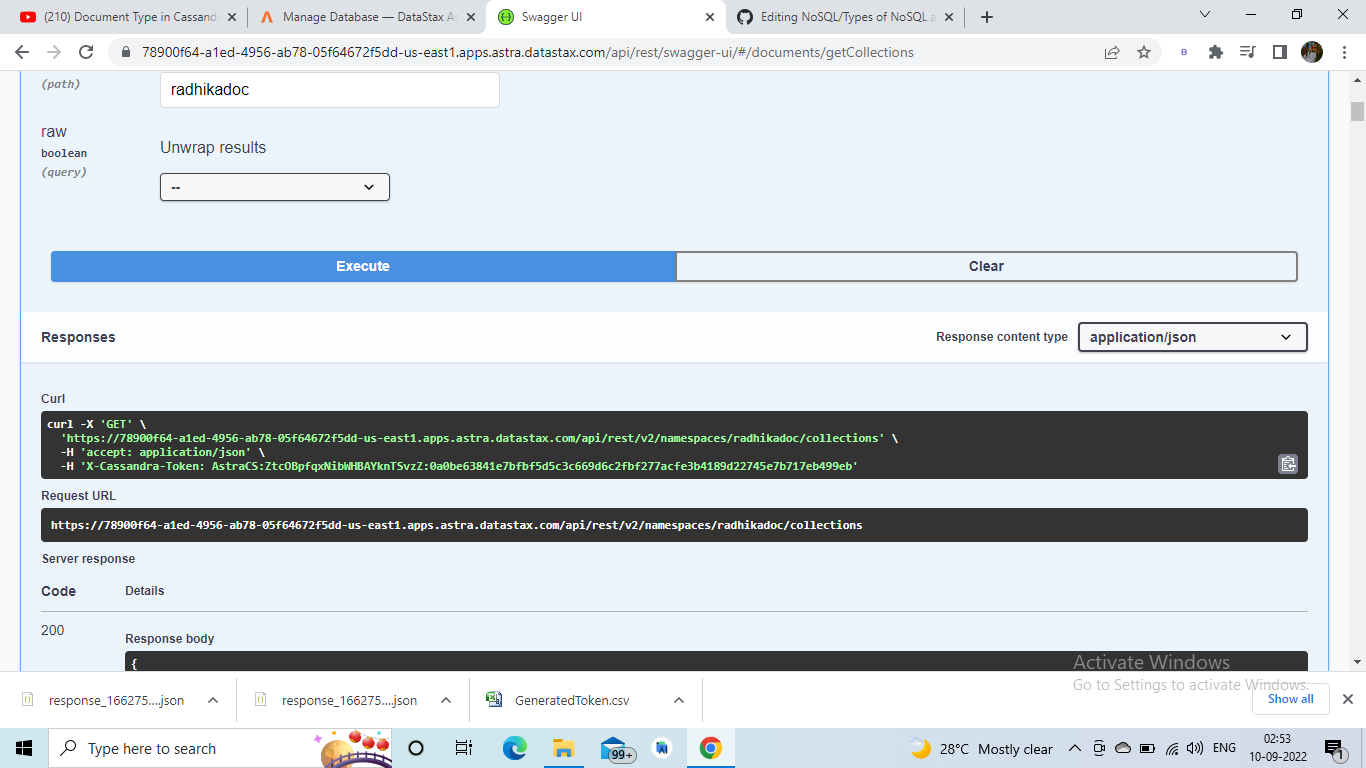 (210) Document Type in Cassand
Manage Database — DataStax As
Swagger UI
Editing NoSQL/Types of NoSQL a
78900f64-a1ed-4956-ab78-05f64672f5dd-us-east1.apps.astra.datastax.com/api/rest/swagger-ui/#/documents/getCollections
(path)
radhikadoc
raw
boolean
(query)
Unwrap results
--
Execute
Clear
Responses
Response content type
application/json
Curl
curl -X 'GET' \
'https://78900f64-a1ed-4956-ab78-05f64672f5dd-us-east1.apps.astra.datastax.com/api/rest/v2/namespaces/radhikadoc/collections' \
-H 'accept: application/json' \
-H 'X-Cassandra-Token: AstraCS:ZtcOBpfqxNibWHBAYknTSvzZ:0a0be63841e7bfbf5d5c3c669d6c2fbf277acfe3b4189d22745e7b717eb499eb'
Request URL
https://78900f64-a1ed-4956-ab78-05f64672f5dd-us-east1.apps.astra.datastax.com/api/rest/v2/namespaces/radhikadoc/collections
Server response
Code
Details
200
Response body
{
Activate Windows
Go to Settings to activate Windows.
response_166275....json
response_166275....json
GeneratedToken.csv
Show all
Type here to search
99+
28°C Mostly clear
ENG
02:53
10-09-2022
1